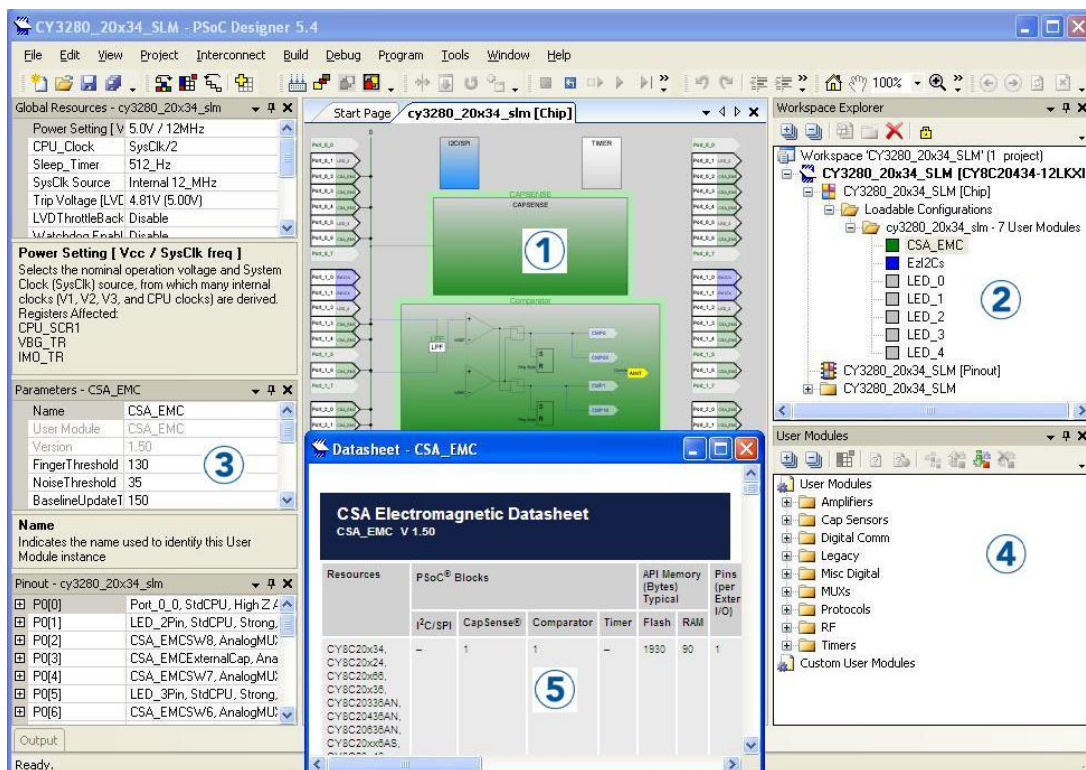 CY3280_20x34_SLM - PSoC Designer 5.4
File Edit View Project Interconnect Build Debug Program Tools Window Help
100%
Global Resources - cy3280_20x34_slm
Power Setting [ V 5.0V / 12MHz
CPU_Clock SysClk/2
Sleep_Timer 512_Hz
SysClk Source Internal 12_MHz
Trip Voltage [LVD 4.81V (5.00V)
LVDThrottleBack Disable
Watchdog Enabl Disable
Power Setting [ Vcc / SysClk freq ]
Selects the nominal operation voltage and System
Clock (SysClk) source, from which many internal
clocks (V1, V2, V3, and CPU clocks) are derived.
Registers Affected:
CPU_SCR1
VBG_TR
IMO_TR
Parameters - CSA_EMC
Name CSA_EMC
User Module CSA_EMC
Version 1.50
FingerThreshold 130
NoiseThreshold 35
BaselineUpdateT 150
3
Name
Indicates the name used to identify this User
Module instance
Pinout - cy3280_20x34_slm
P0[0] Port_0_0, StdCPU, High Z A
P0[1] LED_2Pin, StdCPU, Strong,
P0[2] CSA_EMCSW8, AnalogMU
P0[3] CSA_EMCExternalCap, Ana
P0[4] CSA_EMCSW7, AnalogMU
P0[5] LED_3Pin, StdCPU, Strong,
P0[6] CSA_EMCSW6, AnalogMU
Output
Ready.
Start Page cy3280_20x34_slm [Chip]
I2C/SPI TIMER
CAPSENSE
CAPSENSE
1
Comparator
LPF
Datasheet - CSA_EMC
CSA Electromagnetic Datasheet
CSA_EMC V 1.50
Resources PSoC® Blocks API Memory (Bytes) Typical Pins (per Exter I/O)
I²C/SPI CapSense® Comparator Timer Flash RAM
CY8C20x34, – 1 1 – 1930 90 1
CY8C20x24,
CY8C20x66,
CY8C20x36,
CY8C20336AN,
CY8C20436AN,
CY8C20636AN,
CY8C20xx6AS,
5
Workspace Explorer
Workspace 'CY3280_20x34_SLM' (1 project)
CY3280_20x34_SLM [CY8C20434-12LKXI
CY3280_20x34_SLM [Chip]
Loadable Configurations
cy3280_20x34_slm - 7 User Modules
CSA_EMC
EzI2Cs
LED_0
LED_1
LED_2
LED_3
LED_4
2
CY3280_20x34_SLM [Pinout]
CY3280_20x34_SLM
User Modules
User Modules
Amplifiers
Cap Sensors
Digital Comm
Legacy
Misc Digital
MUXs
Protocols
RF
Timers
Custom User Modules
4